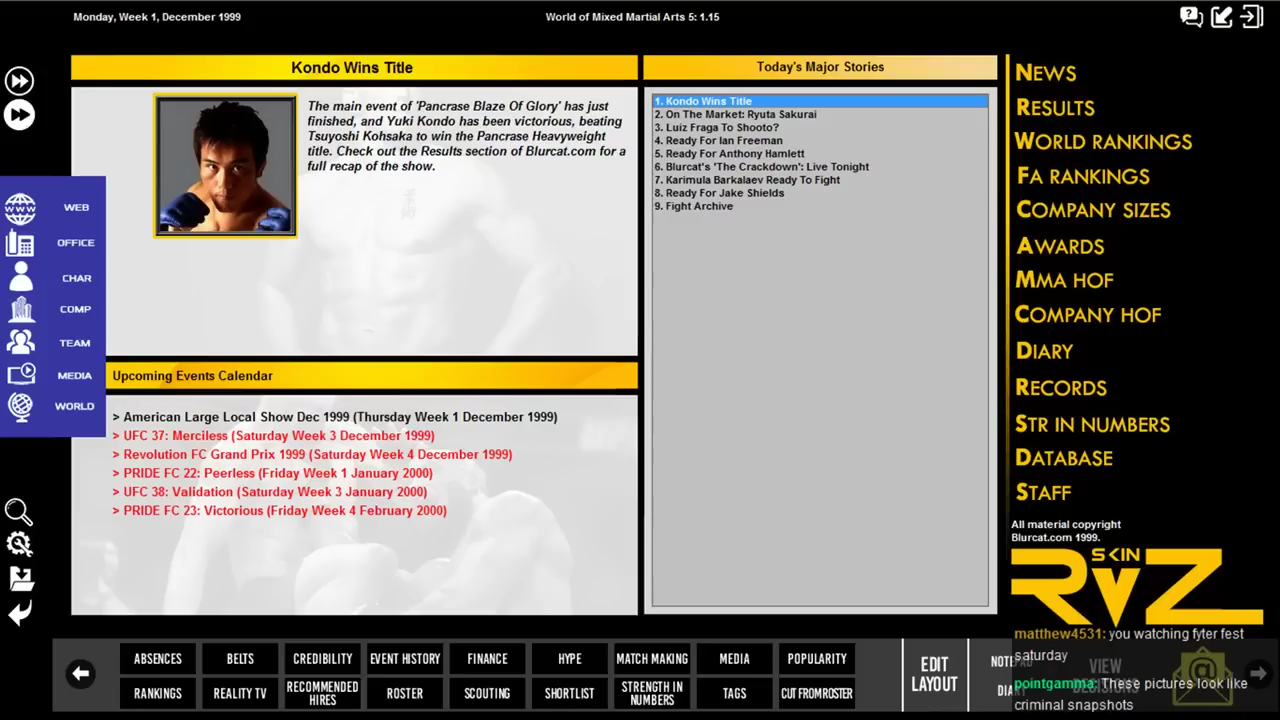 Monday, Week 1, December 1999
World of Mixed Martial Arts 5: 1.15
Kondo Wins Title
The main event of 'Pancrase Blaze Of Glory' has just
finished, and Yuki Kondo has been victorious, beating
Tsuyoshi Kohsaka to win the Pancrase Heavyweight
title. Check out the Results section of Blurcat.com for a
full recap of the show.
Today's Major Stories
1. Kondo Wins Title
2. On The Market: Ryuta Sakurai
3. Luiz Fraga To Shooto?
4. Ready For Ian Freeman
5. Ready For Anthony Hamlett
6. Blurcat's 'The Crackdown': Live Tonight
7. Karimula Barkalaev Ready To Fight
8. Ready For Jake Shields
9. Fight Archive
WWW
WEB
OFFICE
CHAR
COMP
TEAM
MEDIA
WORLD
Upcoming Events Calendar
> American Large Local Show Dec 1999 (Thursday Week 1 December 1999)
> UFC 37: Merciless (Saturday Week 3 December 1999)
> Revolution FC Grand Prix 1999 (Saturday Week 4 December 1999)
> PRIDE FC 22: Peerless (Friday Week 1 January 2000)
> UFC 38: Validation (Saturday Week 3 January 2000)
> PRIDE FC 23: Victorious (Friday Week 4 February 2000)
NEWS
RESULTS
WORLD RANKINGS
FA RANKINGS
COMPANY SIZES
AWARDS
MMA HOF
COMPANY HOF
DIARY
RECORDS
STR IN NUMBERS
DATABASE
STAFF
All material copyright
Blurcat.com 1999.
SKIN
RVZ
matthew4531: you watching fyter fest
saturday
pointgamma: These pictures look like
criminal snapshots
ABSENCES
BELTS
CREDIBILITY
EVENT HISTORY
FINANCE
HYPE
MATCH MAKING
MEDIA
POPULARITY
RANKINGS
REALITY TV
RECOMMENDED
HIRES
ROSTER
SCOUTING
SHORTLIST
STRENGTH IN
NUMBERS
TAGS
CUT FROM ROSTER
EDIT
LAYOUT
VIEW